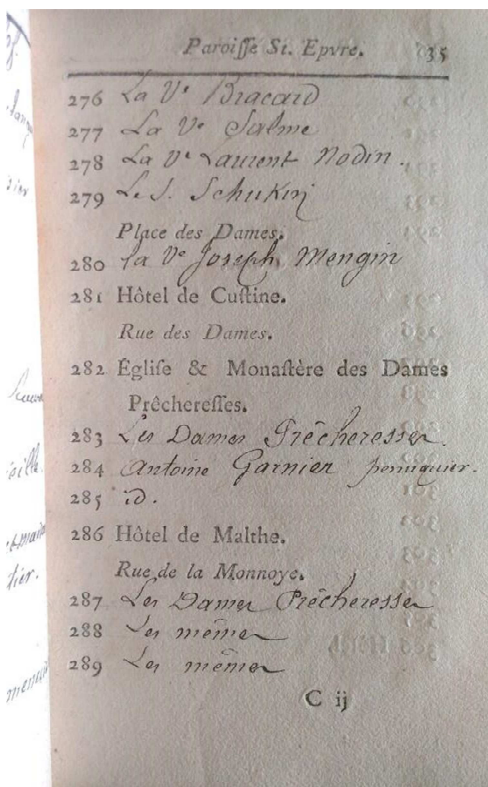 Paroiſſe St. Epvre. 35
276 La Ve Bracard
277 La Ve Salme
278 La Ve Laurent Nodin.
279 Le S. Schukin
Place des Dames.
280 La Ve Joseph Mengin
281 Hôtel de Cuſtine.
Rue des Dames.
282 Égliſe & Monaſtère des Dames
Prêchereſſes.
283 Les Dames Prêcheresses.
284 Antoine Garnier perruquier.
285 id.
286 Hôtel de Malthe.
Rue de la Monnoye.
287 Les Dames Prêcheresses
288 Les mêmes
289 Les mêmes
C ij